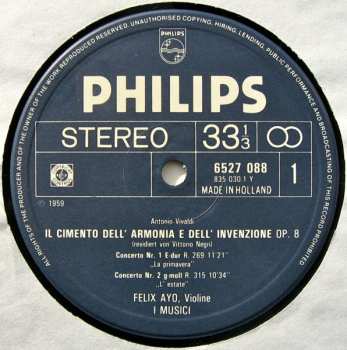 ALL RIGHTS OF THE PRODUCER AND OF THE OWNER OF THE WORK REPRODUCED RESERVED. UNAUTHORISED COPYING, HIRING, LENDING, PUBLIC PERFORMANCE AND BROADCASTING OF THIS RECORD PROHIBITED
PHILIPS
PHILIPS
STEREO 33 1/3 ∞
6527 088
835 030 1 Y
MADE IN HOLLAND
1
℗ 1959
Antonio Vivaldi
IL CIMENTO DELL' ARMONIA E DELL' INVENZIONE OP. 8
(revidiert von Vittorio Negri)
Concerto Nr. 1 E dur R. 269 11'21''
„La primavera"
Concerto Nr. 2 g moll R. 315 10'34''
„L' estate"
FELIX AYO, Violine
I MUSICI